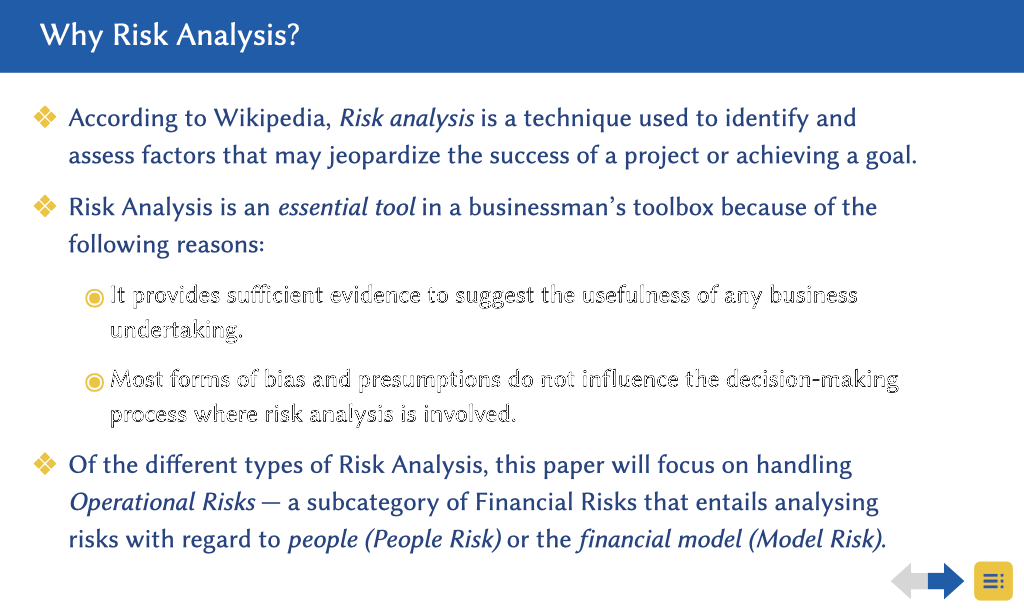 Why Risk Analysis?
According to Wikipedia, Risk analysis is a technique used to identify and
assess factors that may jeopardize the success of a project or achieving a goal.
Risk Analysis is an essential tool in a businessman’s toolbox because of the
following reasons:
It provides sufficient evidence to suggest the usefulness of any business
undertaking.
Most forms of bias and presumptions do not influence the decision-making
process where risk analysis is involved.
Of the different types of Risk Analysis, this paper will focus on handling
Operational Risks — a subcategory of Financial Risks that entails analysing
risks with regard to people (People Risk) or the financial model (Model Risk).